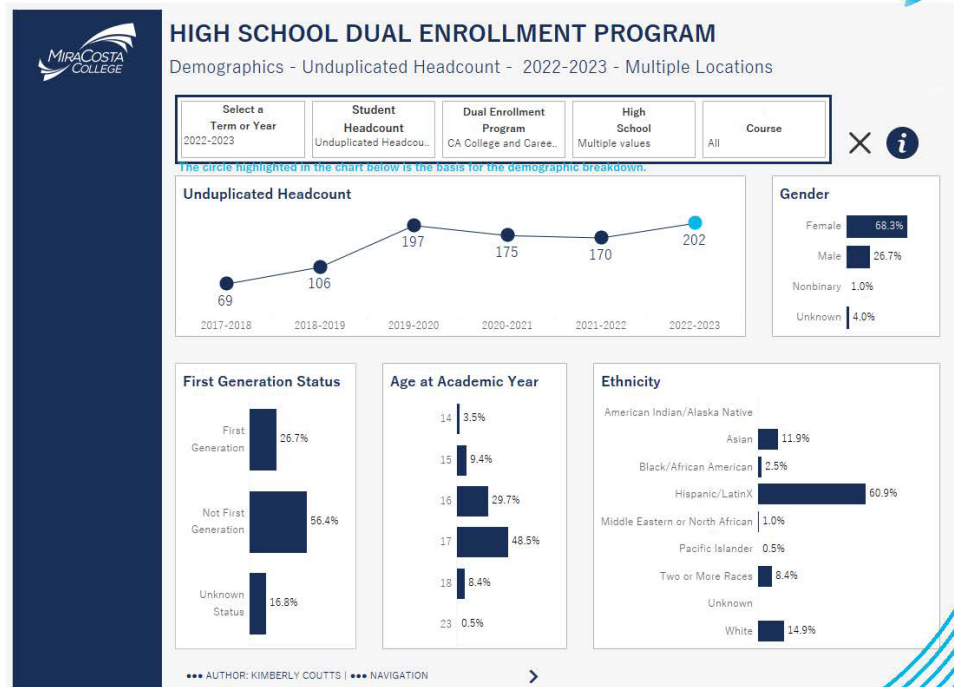 MIRACOSTA
COLLEGE
HIGH SCHOOL DUAL ENROLLMENT PROGRAM
Demographics - Unduplicated Headcount - 2022-2023 - Multiple Locations
Select a
Term or Year
2022-2023
Student
Headcount
Unduplicated Headcou..
Dual Enrollment
Program
CA College and Caree..
High
School
Multiple values
Course
All
i
The circle highlighted in the chart below is the basis for the demographic breakdown.
Unduplicated Headcount
69
106
197
175
170
202
2017-2018
2018-2019
2019-2020
2020-2021
2021-2022
2022-2023
Gender
Female 68.3%
Male 26.7%
Nonbinary 1.0%
Unknown 4.0%
First Generation Status
First
Generation
26.7%
Not First
Generation
56.4%
Unknown
Status
16.8%
Age at Academic Year
14 3.5%
15 9.4%
16 29.7%
17 48.5%
18 8.4%
23 0.5%
Ethnicity
American Indian/Alaska Native
Asian 11.9%
Black/African American 2.5%
Hispanic/LatinX 60.9%
Middle Eastern or North African 1.0%
Pacific Islander 0.5%
Two or More Races 8.4%
Unknown
White 14.9%
••• AUTHOR: KIMBERLY COUTTS | ••• NAVIGATION